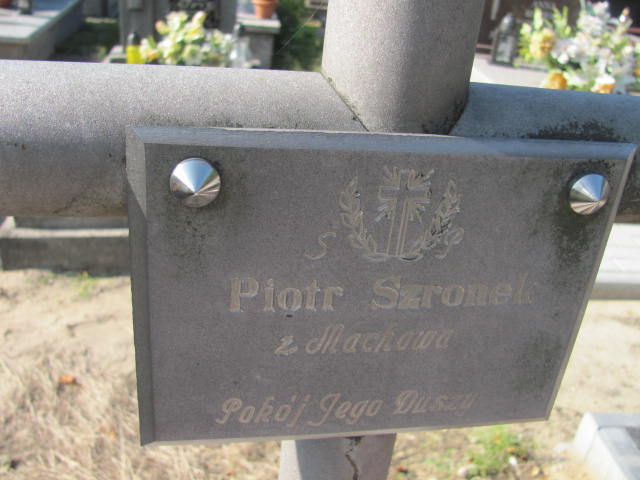 Ś P
Piotr Szronek
z Machowa
Pokój Jego Duszy